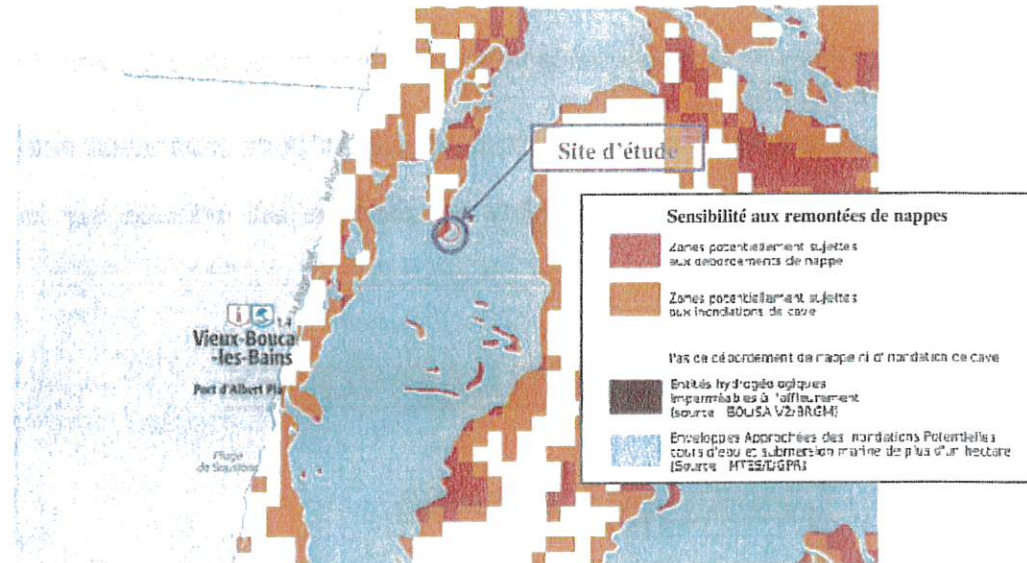 Site d'étude
Sensibilité aux remontées de nappes
Zones potentiellement sujettes
aux débordements de nappe
Zones potentiellement sujettes
aux inondations de cave
Pas de débordement de nappe ni d'inondation de cave
Entités hydrogéologiques
imperméables à l'affleurement
(source BDLISA V2/BRGM)
Enveloppes Approchées des inondations Potentielles
cours d'eau et submersion marine de plus d'un hectare
(Source MTES/DGPR)
Vieux-Boucau
-les-Bains
Port d'Albret
Plage
de Soustons